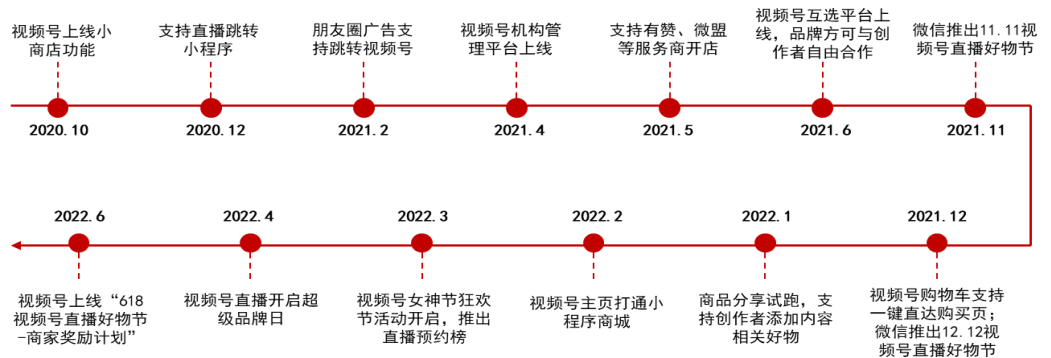 视频号上线小
商店功能
支持直播跳转
小程序
朋友圈广告支
持跳转视频号
视频号机构管
理平台上线
支持有赞、微盟
等服务商开店
视频号互选平台上
线，品牌方可与创
作者自由合作
微信推出11.11视
频号直播好物节
2020.10
2020.12
2021.2
2021.4
2021.5
2021.6
2021.11
2022.6
2022.4
2022.3
2022.2
2022.1
2021.12
视频号上线“618
视频号直播好物节
-商家奖励计划”
视频号直播开启超
级品牌日
视频号女神节狂欢
节活动开启，推出
直播预约榜
视频号主页打通小
程序商城
商品分享试跑，支
持创作者添加内容
相关好物
视频号购物车支持
一键直达购买页；
微信推出12.12视
频号直播好物节